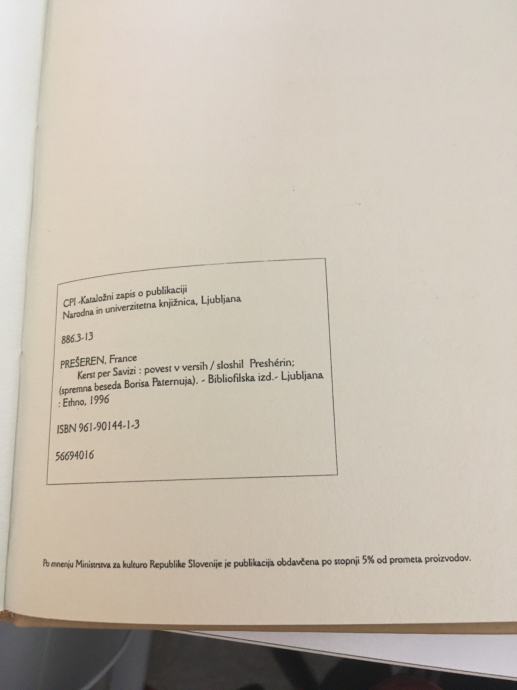 CPI -Kataložni zapis o publikaciji
Narodna in univerzitetna knjižnica, Ljubljana
886.3-13
PREŠEREN, France
Kerst per Savizi : povest v versih / sloshil Preshérin;
(spremna beseda Borisa Paternuja). - Bibliofilska izd.- Ljubljana
: Ethno, 1996
ISBN 961-90144-1-3
56694016
Po mnenju Ministrstva za kulturo Republike Slovenije je publikacija obdavčena po stopnji 5% od prometa proizvodov.